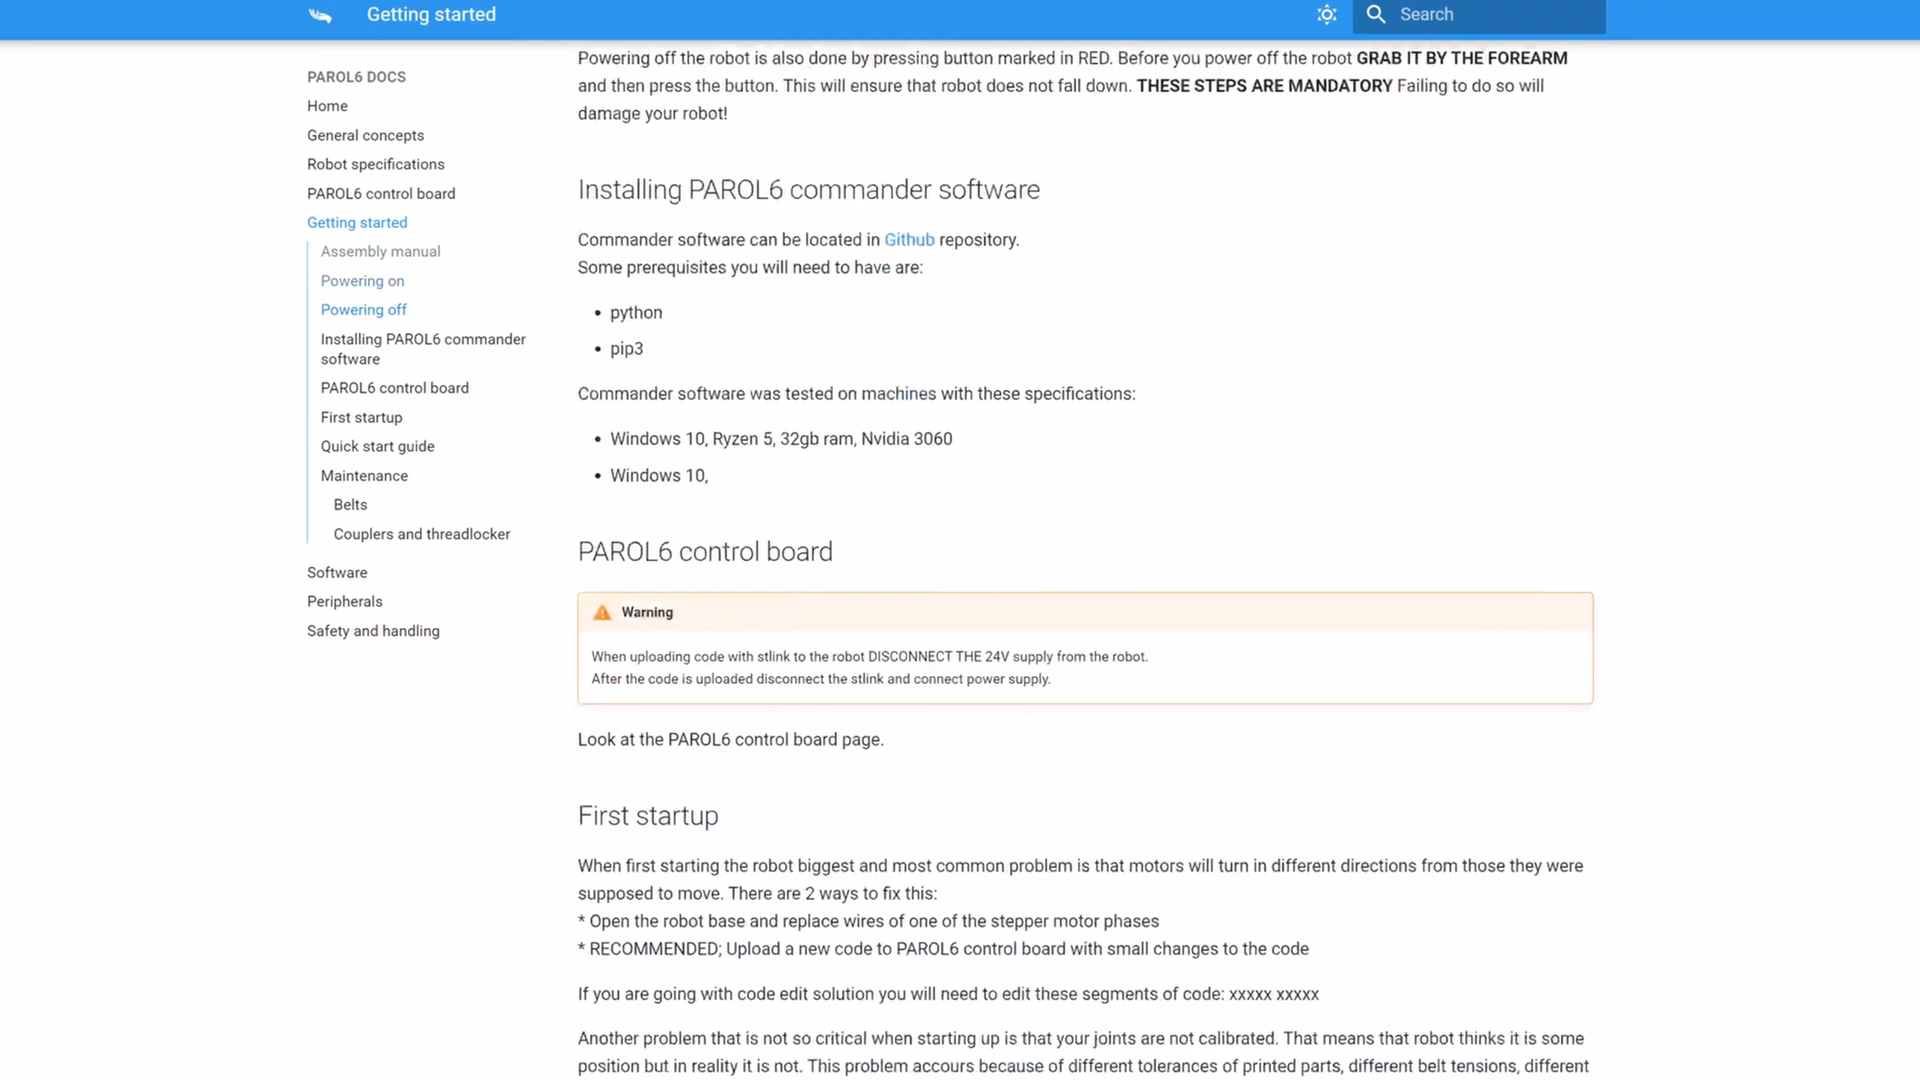 Getting started
Search
PAROL6 DOCS
Home
General concepts
Robot specifications
PAROL6 control board
Getting started
Assembly manual
Powering on
Powering off
Installing PAROL6 commander
software
PAROL6 control board
First startup
Quick start guide
Maintenance
Belts
Couplers and threadlocker
Software
Peripherals
Safety and handling
Powering off the robot is also done by pressing button marked in RED. Before you power off the robot GRAB IT BY THE FOREARM
and then press the button. This will ensure that robot does not fall down. THESE STEPS ARE MANDATORY Failing to do so will
damage your robot!
Installing PAROL6 commander software
Commander software can be located in Github repository.
Some prerequisites you will need to have are:
• python
• pip3
Commander software was tested on machines with these specifications:
• Windows 10, Ryzen 5, 32gb ram, Nvidia 3060
• Windows 10,
PAROL6 control board
Warning
When uploading code with stlink to the robot DISCONNECT THE 24V supply from the robot.
After the code is uploaded disconnect the stlink and connect power supply.
Look at the PAROL6 control board page.
First startup
When first starting the robot biggest and most common problem is that motors will turn in different directions from those they were
supposed to move. There are 2 ways to fix this:
* Open the robot base and replace wires of one of the stepper motor phases
* RECOMMENDED; Upload a new code to PAROL6 control board with small changes to the code
If you are going with code edit solution you will need to edit these segments of code: xxxxx xxxxx
Another problem that is not so critical when starting up is that your joints are not calibrated. That means that robot thinks it is some
position but in reality it is not. This problem accours because of different tolerances of printed parts, different belt tensions, different